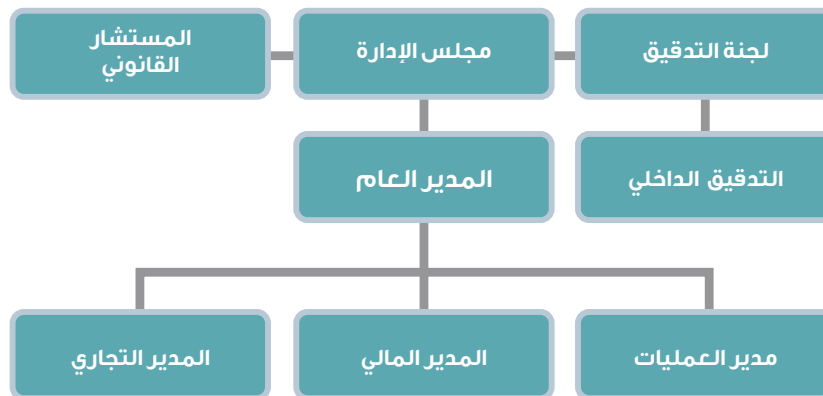 لجنة التدقيق
مجلس الإدارة
المستشار
القانوني
التدقيق الداخلي
المدير العام
مدير العمليات
المدير المالي
المدير التجاري